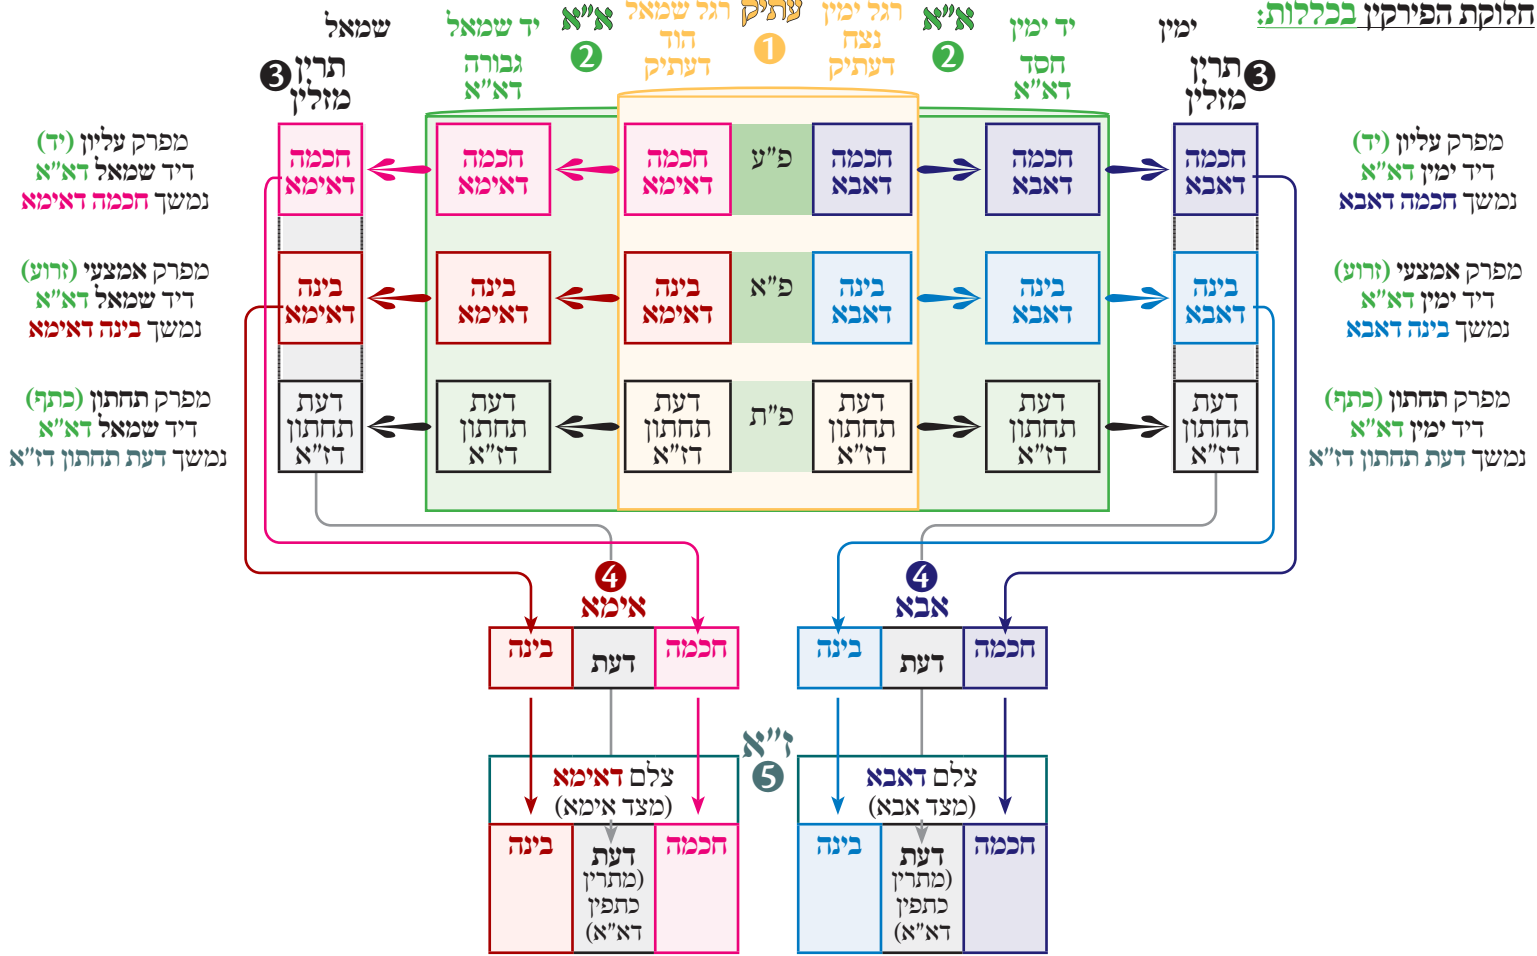 חלוקת הפירקין בכללות:
ימין
תרין
מזלין
3
יד ימין
חסד
דא"א
א"א
2
רגל ימין
נצח
דעתיק
עתיק
1
רגל שמאל
הוד
דעתיק
א"א
2
יד שמאל
גבורה
דא"א
שמאל
תרין
מזלין
3
מפרק עליון (יד)
דיד ימין דא"א
נמשך חכמה דאבא
חכמה
דאבא
חכמה
דאבא
חכמה
דאבא
פ"ע
חכמה
דאימא
חכמה
דאימא
חכמה
דאימא
מפרק עליון (יד)
דיד שמאל דא"א
נמשך חכמה דאימא
מפרק אמצעי (זרוע)
דיד ימין דא"א
נמשך בינה דאבא
בינה
דאבא
בינה
דאבא
בינה
דאבא
פ"א
בינה
דאימא
בינה
דאימא
בינה
דאימא
מפרק אמצעי (זרוע)
דיד שמאל דא"א
נמשך בינה דאימא
מפרק תחתון (כתף)
דיד ימין דא"א
נמשך דעת תחתון דז"א
דעת
תחתון
דז"א
דעת
תחתון
דז"א
דעת
תחתון
דז"א
פ"ת
דעת
תחתון
דז"א
דעת
תחתון
דז"א
דעת
תחתון
דז"א
מפרק תחתון (כתף)
דיד שמאל דא"א
נמשך דעת תחתון דז"א
4
אבא
חכמה
דעת
בינה
4
אימא
חכמה
דעת
בינה
ז"א
5
צלם דאבא
(מצד אבא)
חכמה
דעת
(מתרין
כתפין
דא"א)
בינה
צלם דאימא
(מצד אימא)
חכמה
דעת
(מתרין
כתפין
דא"א)
בינה